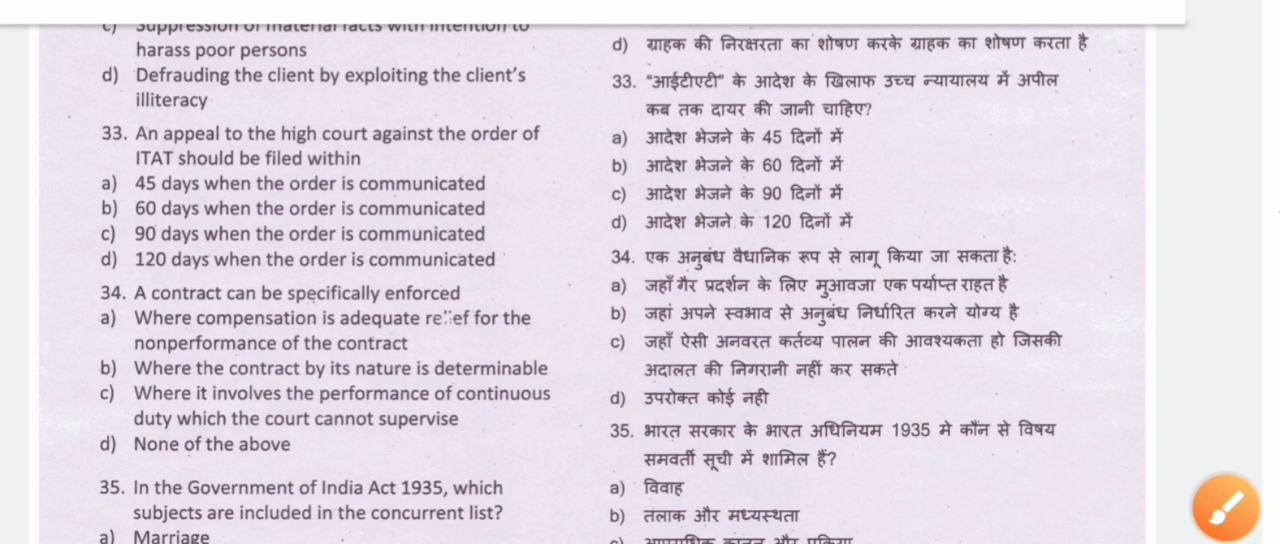 c) Suppression of material facts with intention to
harass poor persons
d) Defrauding the client by exploiting the client's
illiteracy
33. An appeal to the high court against the order of
ITAT should be filed within
a) 45 days when the order is communicated
b) 60 days when the order is communicated
c) 90 days when the order is communicated
d) 120 days when the order is communicated
34. A contract can be specifically enforced
a) Where compensation is adequate relief for the
nonperformance of the contract
b) Where the contract by its nature is determinable
c) Where it involves the performance of continuous
duty which the court cannot supervise
d) None of the above
35. In the Government of India Act 1935, which
subjects are included in the concurrent list?
a) Marriage
d) ग्राहक की निरक्षरता का शोषण करके ग्राहक का शोषण करता है
33. "आईटीएटी" के आदेश के खिलाफ उच्च न्यायालय में अपील
कब तक दायर की जानी चाहिए?
a) आदेश भेजने के 45 दिनों में
b) आदेश भेजने के 60 दिनों में
c) आदेश भेजने के 90 दिनों में
d) आदेश भेजने के 120 दिनों में
34. एक अनुबंध वैधानिक रूप से लागू किया जा सकता है:
a) जहाँ गैर प्रदर्शन के लिए मुआवजा एक पर्याप्त राहत है
b) जहां अपने स्वभाव से अनुबंध निर्धारित करने योग्य है
c) जहाँ ऐसी अनवरत कर्तव्य पालन की आवश्यकता हो जिसकी
अदालत की निगरानी नहीं कर सकते
d) उपरोक्त कोई नही
35. भारत सरकार के भारत अधिनियम 1935 मे कौंन से विषय
समवर्ती सूची में शामिल हैं?
a) विवाह
b) तलाक और मध्यस्थता
c) आपराधिक कानून और प्रक्रिया